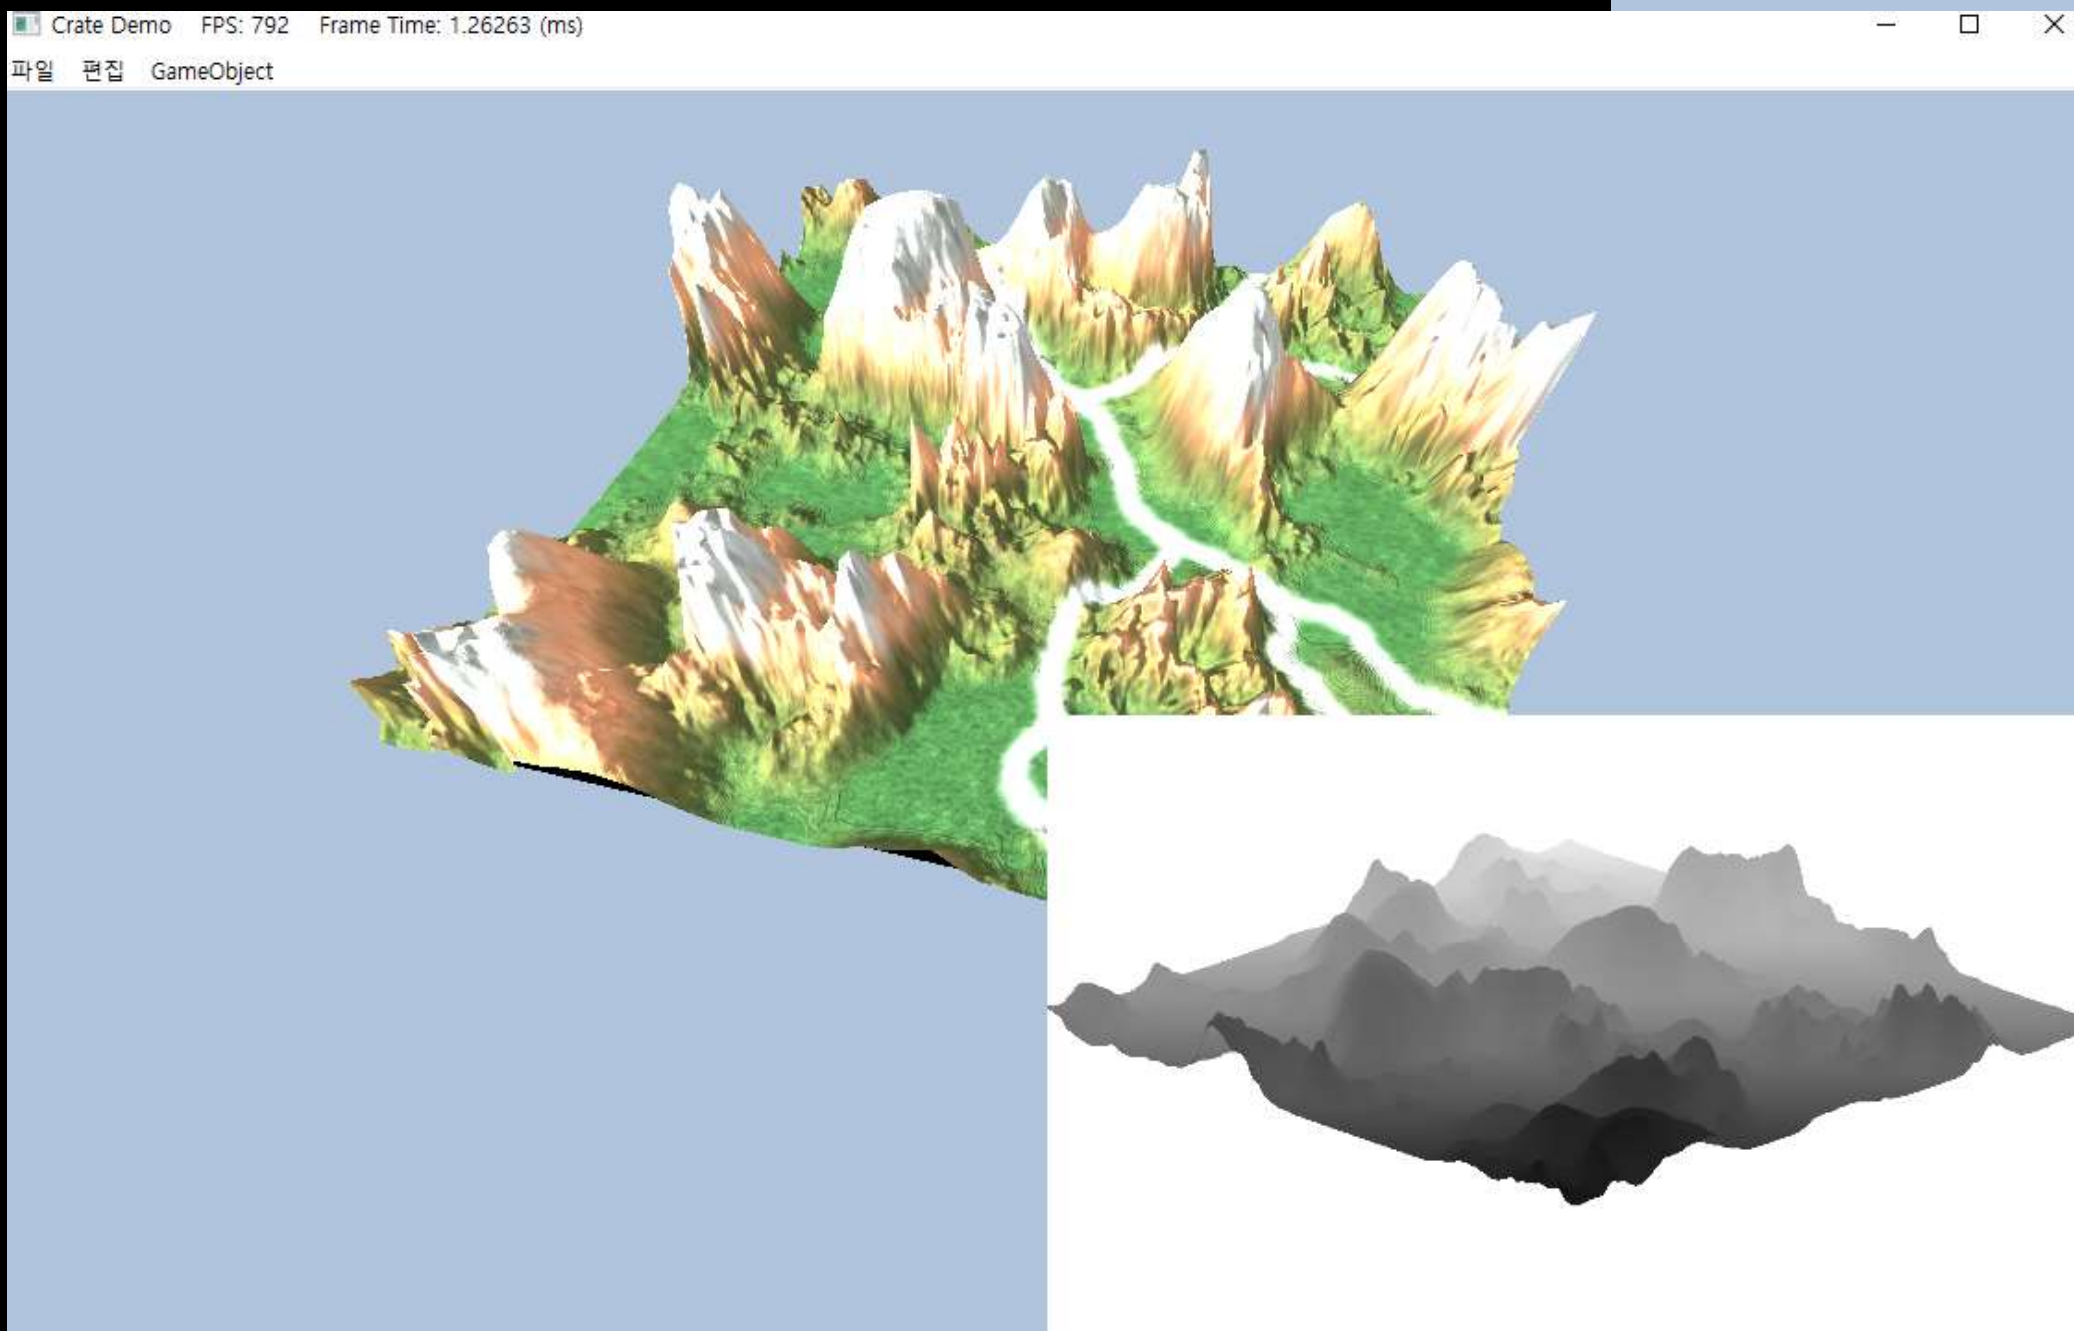 Crate Demo FPS: 792 Frame Time: 1.26263 (ms)
파일 편집 GameObject